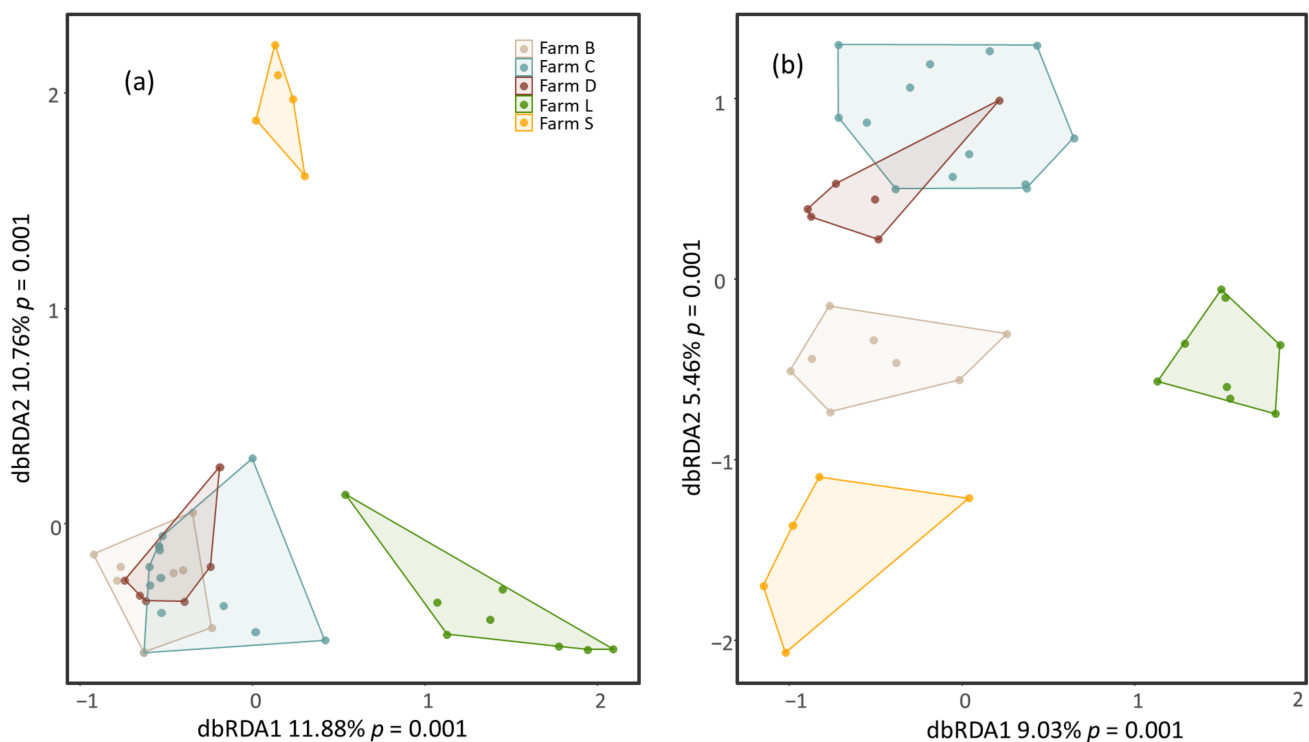 (a)
Farm B
Farm C
Farm D
Farm L
Farm S
2
1
0
dbRDA2 10.76% p = 0.001
−1
0
1
2
dbRDA1 11.88% p = 0.001
(b)
1
0
−1
−2
dbRDA2 5.46% p = 0.001
−1
0
1
2
dbRDA1 9.03% p = 0.001